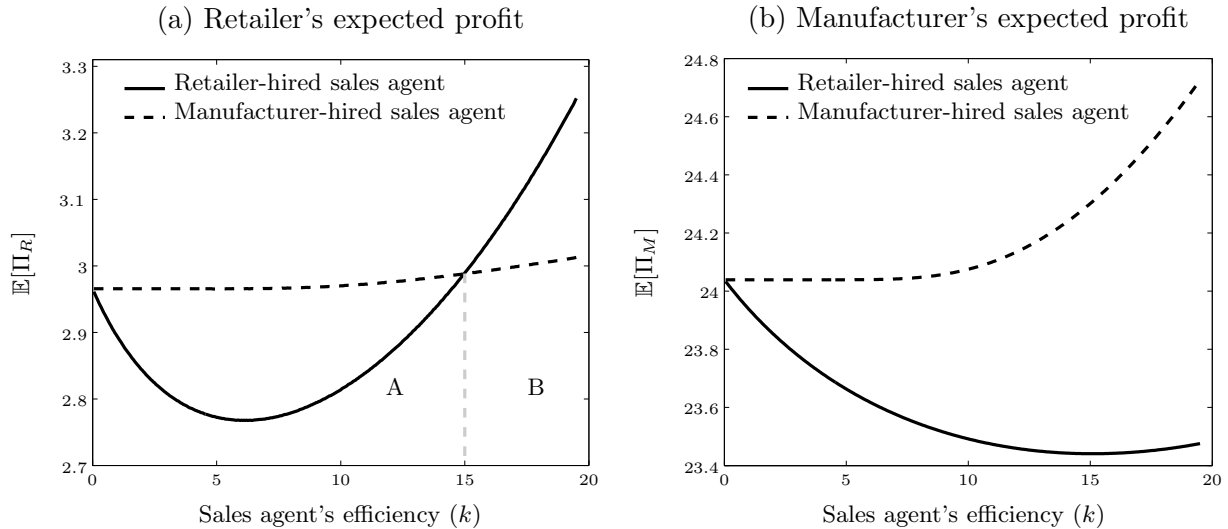 (a) Retailer's expected profit
3.3
3.2
3.1
3
2.9
2.8
2.7
0
5
10
15
20
Retailer-hired sales agent
Manufacturer-hired sales agent
A
B
𝔼[Π_R]
Sales agent's efficiency (k)
(b) Manufacturer's expected profit
24.8
24.6
24.4
24.2
24
23.8
23.6
23.4
0
5
10
15
20
Retailer-hired sales agent
Manufacturer-hired sales agent
𝔼[Π_M]
Sales agent's efficiency (k)